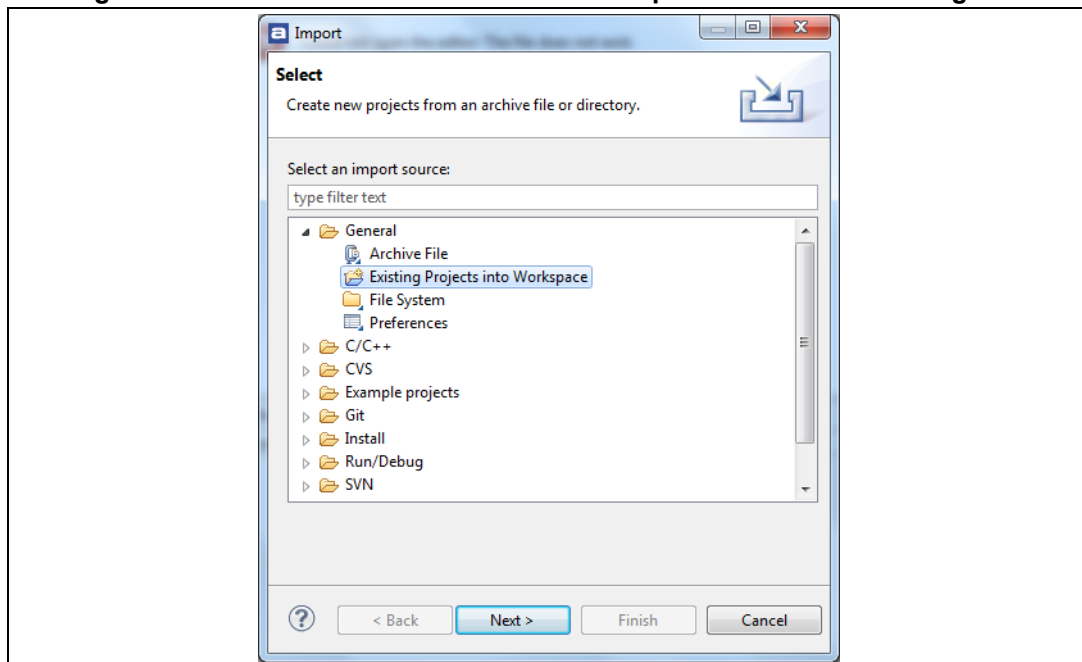 Import
Select
Create new projects from an archive file or directory.
Select an import source:
type filter text
General
Archive File
Existing Projects into Workspace
File System
Preferences
C/C++
CVS
Example projects
Git
Install
Run/Debug
SVN
< Back Next > Finish Cancel